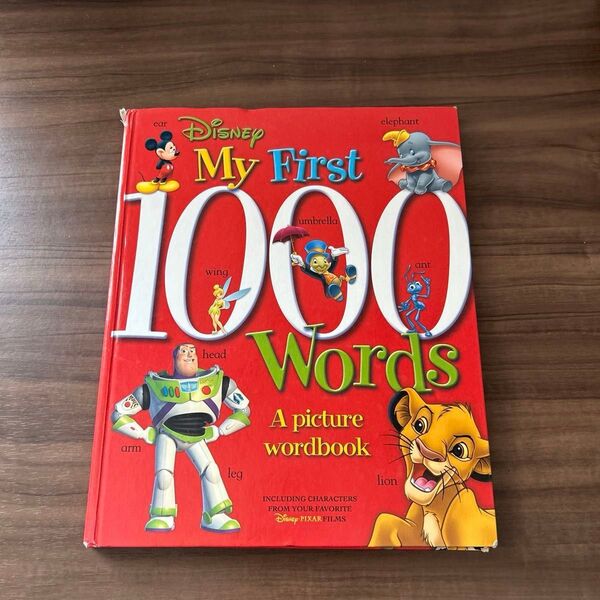 ear
elephant
Disney
My First
1000
umbrella
wing
ant
Words
head
A picture
wordbook
arm
leg
lion
INCLUDING CHARACTERS
FROM YOUR FAVORITE
Disney·PIXAR FILMS